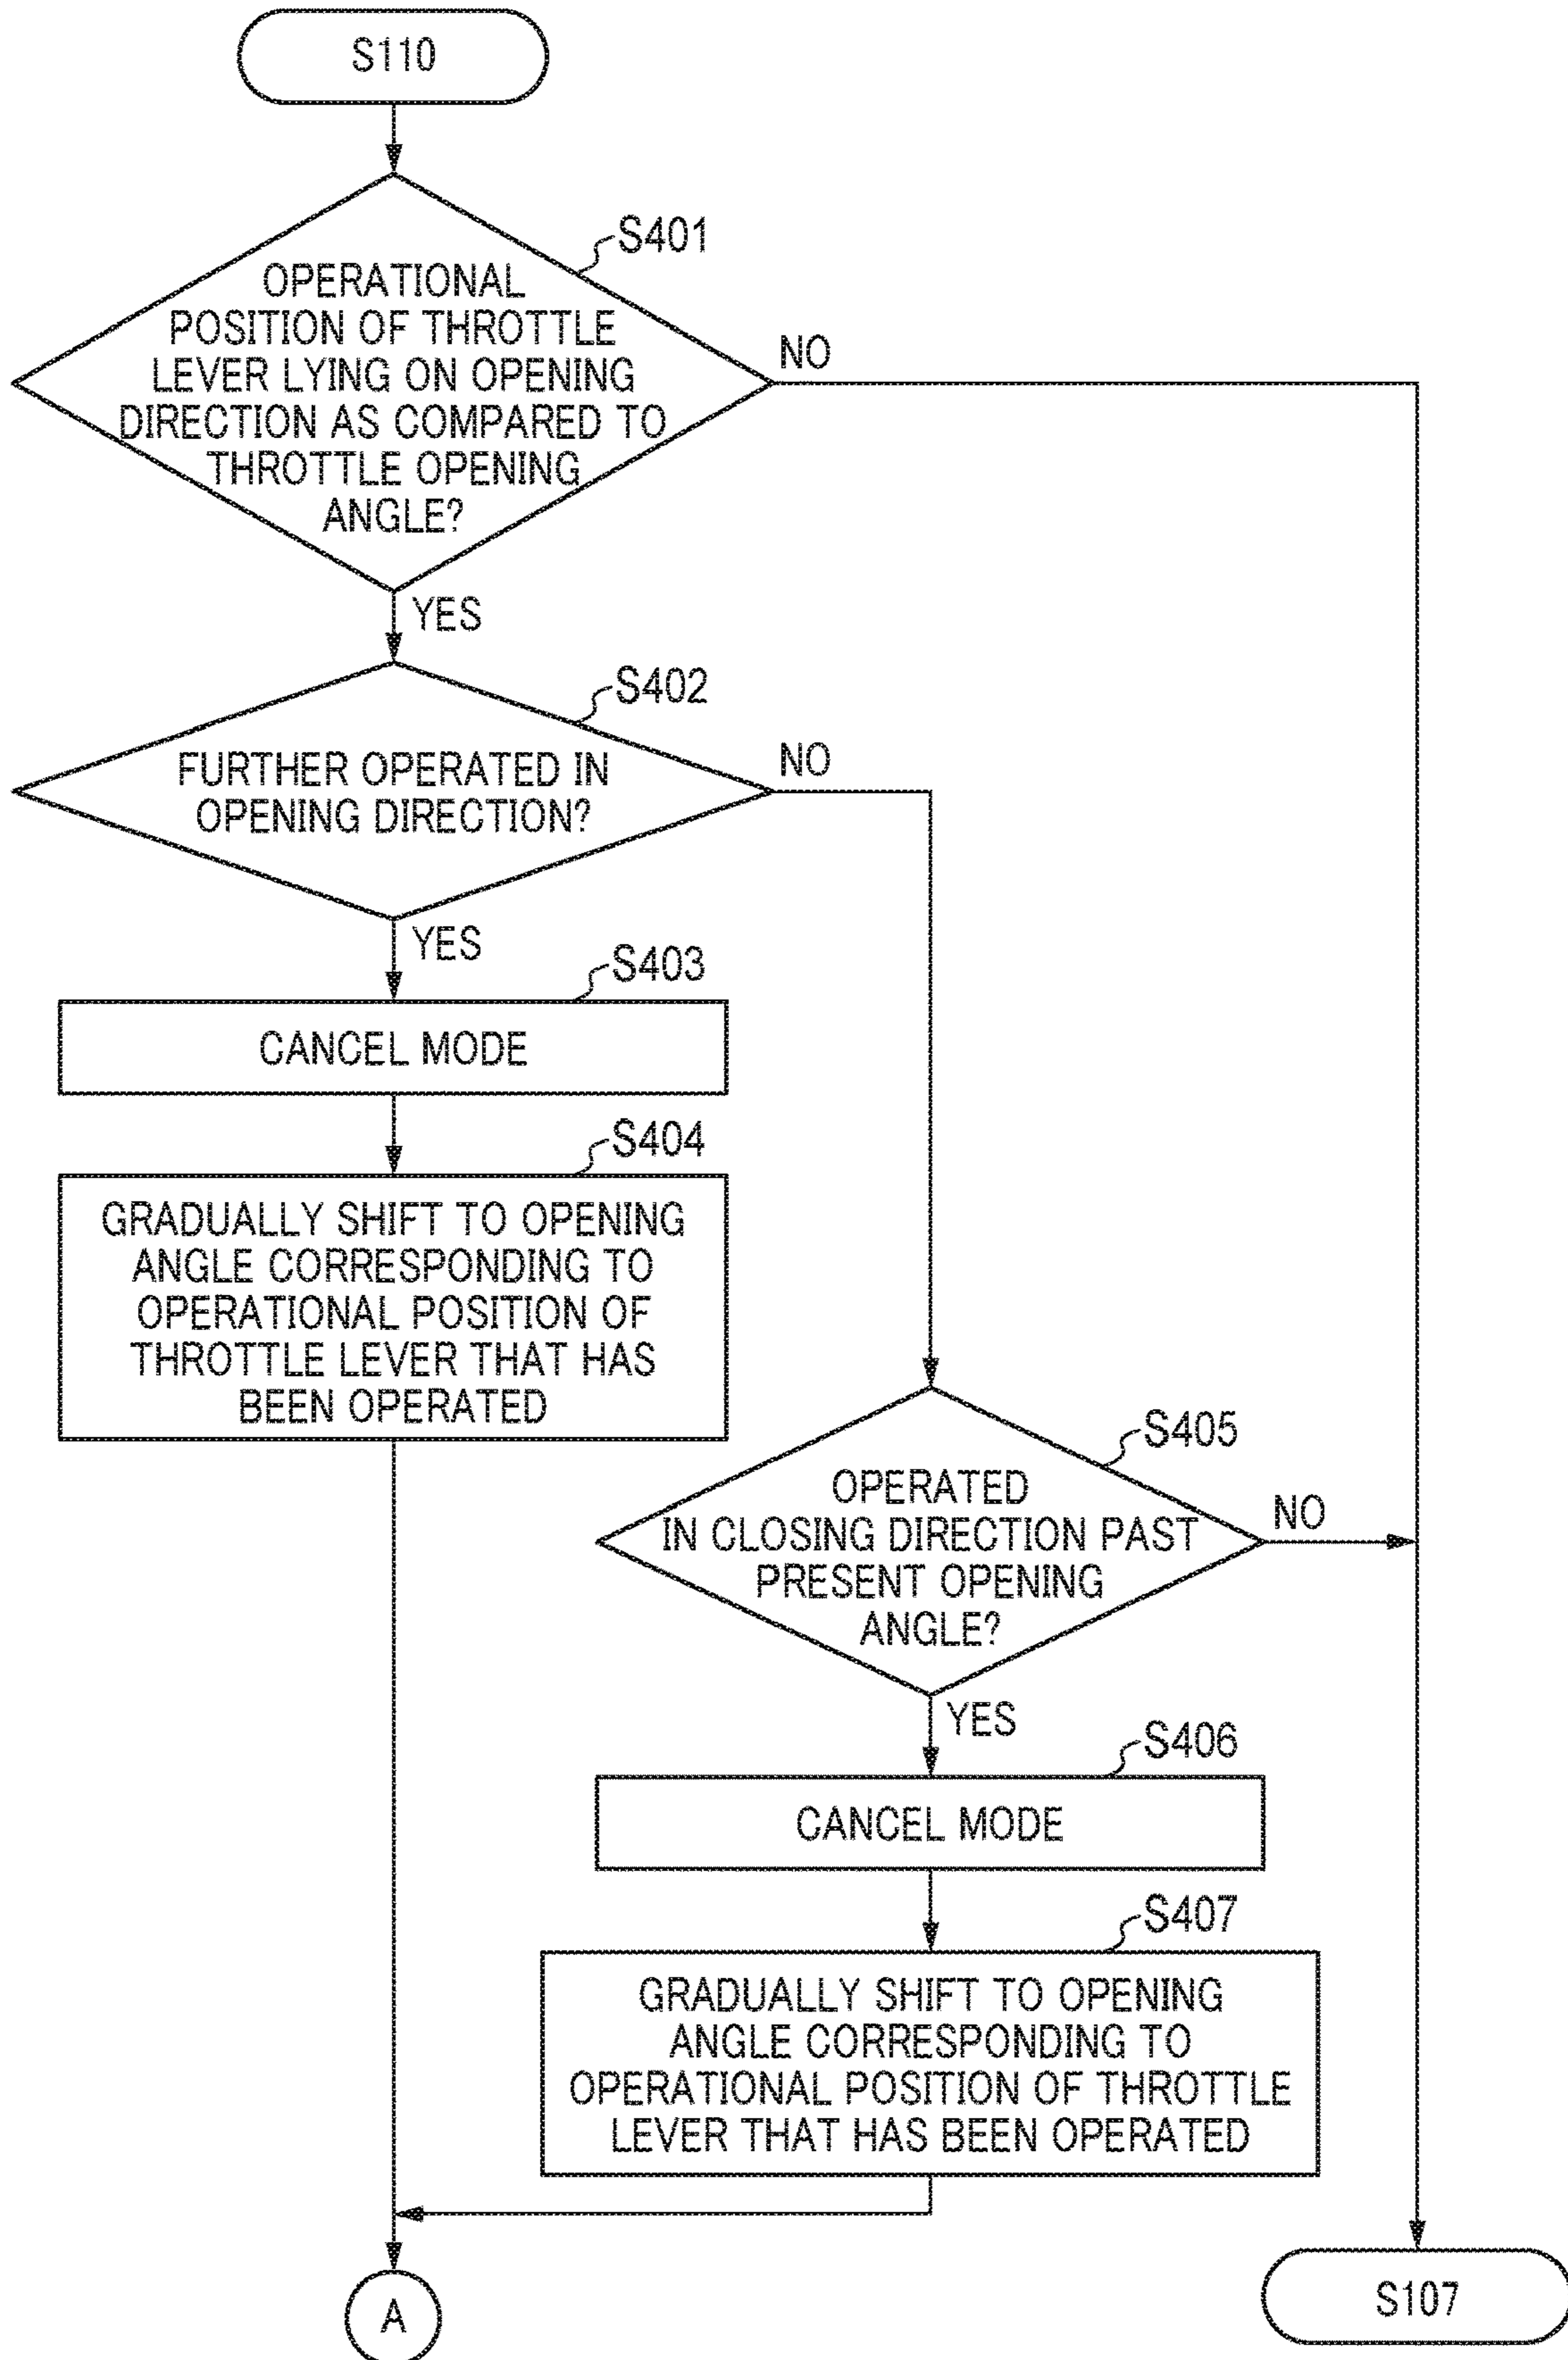 S110
S401
OPERATIONAL
POSITION OF THROTTLE
LEVER LYING ON OPENING
DIRECTION AS COMPARED TO
THROTTLE OPENING
ANGLE?
NO
YES
S402
FURTHER OPERATED IN
OPENING DIRECTION?
NO
YES
S403
CANCEL MODE
S404
GRADUALLY SHIFT TO OPENING
ANGLE CORRESPONDING TO
OPERATIONAL POSITION OF
THROTTLE LEVER THAT HAS
BEEN OPERATED
S405
OPERATED
IN CLOSING DIRECTION PAST
PRESENT OPENING
ANGLE?
NO
YES
S406
CANCEL MODE
S407
GRADUALLY SHIFT TO OPENING
ANGLE CORRESPONDING TO
OPERATIONAL POSITION OF THROTTLE
LEVER THAT HAS BEEN OPERATED
A
S107